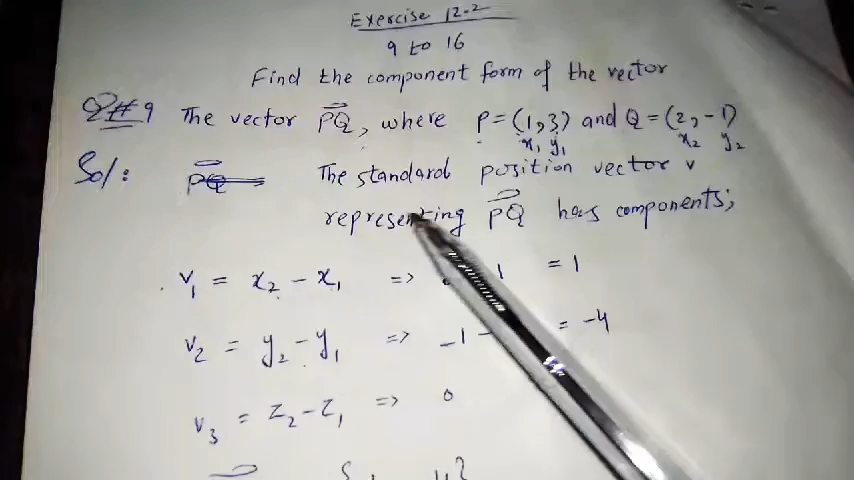 Exercise 12.2
9 to 16
Find the component form of the vector
Q#9 The vector PQ, where P=(1,3) and Q=(2,-1)
x1 y1 x2 y2
Sol: PQ The standard position vector v
representing PQ has components;
v1 = x2 - x1 => 1 = 1
v2 = y2 - y1 => -1 - = -4
v3 = z2 - z1 => 0